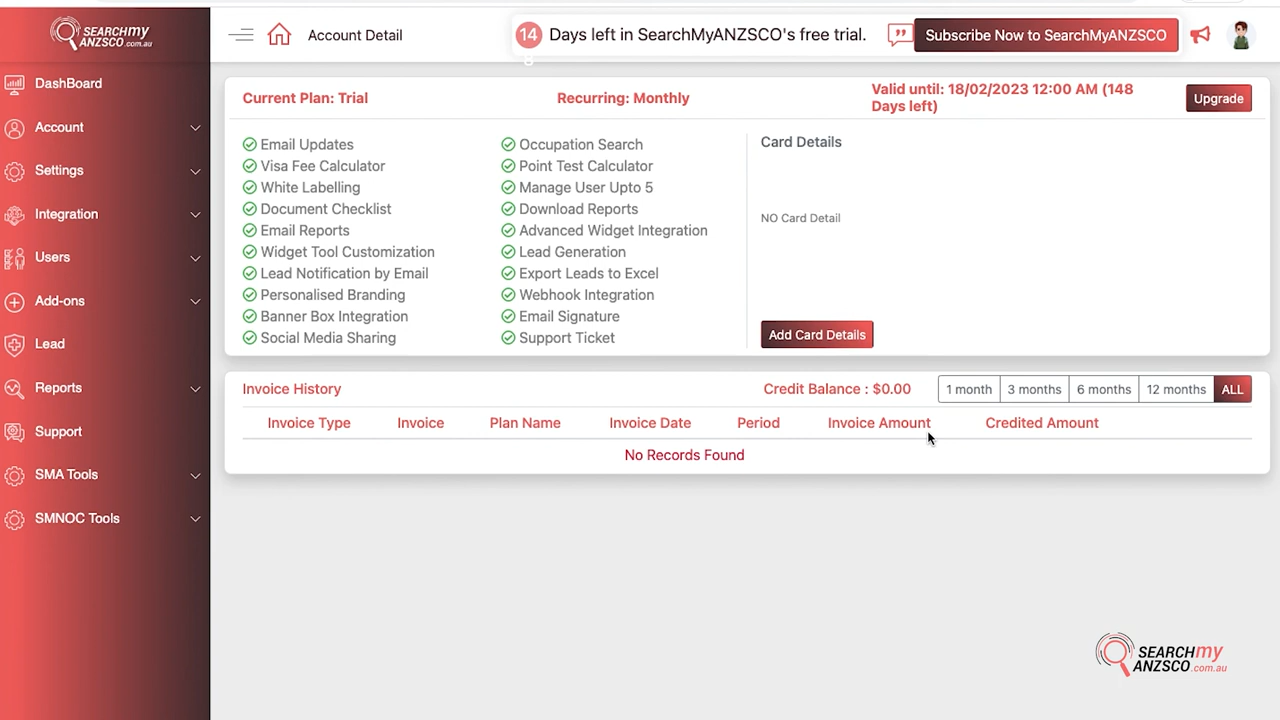 SEARCHmy
ANZSCO.com.au
Account Detail
14
8
Days left in SearchMyANZSCO's free trial.
Subscribe Now to SearchMyANZSCO
DashBoard
Account
Settings
Integration
Users
Add-ons
Lead
Reports
Support
SMA Tools
SMNOC Tools
Current Plan: Trial
Recurring: Monthly
Valid until: 18/02/2023 12:00 AM (148
Days left)
Upgrade
Email Updates
Visa Fee Calculator
White Labelling
Document Checklist
Email Reports
Widget Tool Customization
Lead Notification by Email
Personalised Branding
Banner Box Integration
Social Media Sharing
Occupation Search
Point Test Calculator
Manage User Upto 5
Download Reports
Advanced Widget Integration
Lead Generation
Export Leads to Excel
Webhook Integration
Email Signature
Support Ticket
Card Details
NO Card Detail
Add Card Details
Invoice History
Credit Balance : $0.00
1 month
3 months
6 months
12 months
ALL
Invoice Type
Invoice
Plan Name
Invoice Date
Period
Invoice Amount
Credited Amount
No Records Found
SEARCHmy
ANZSCO.com.au